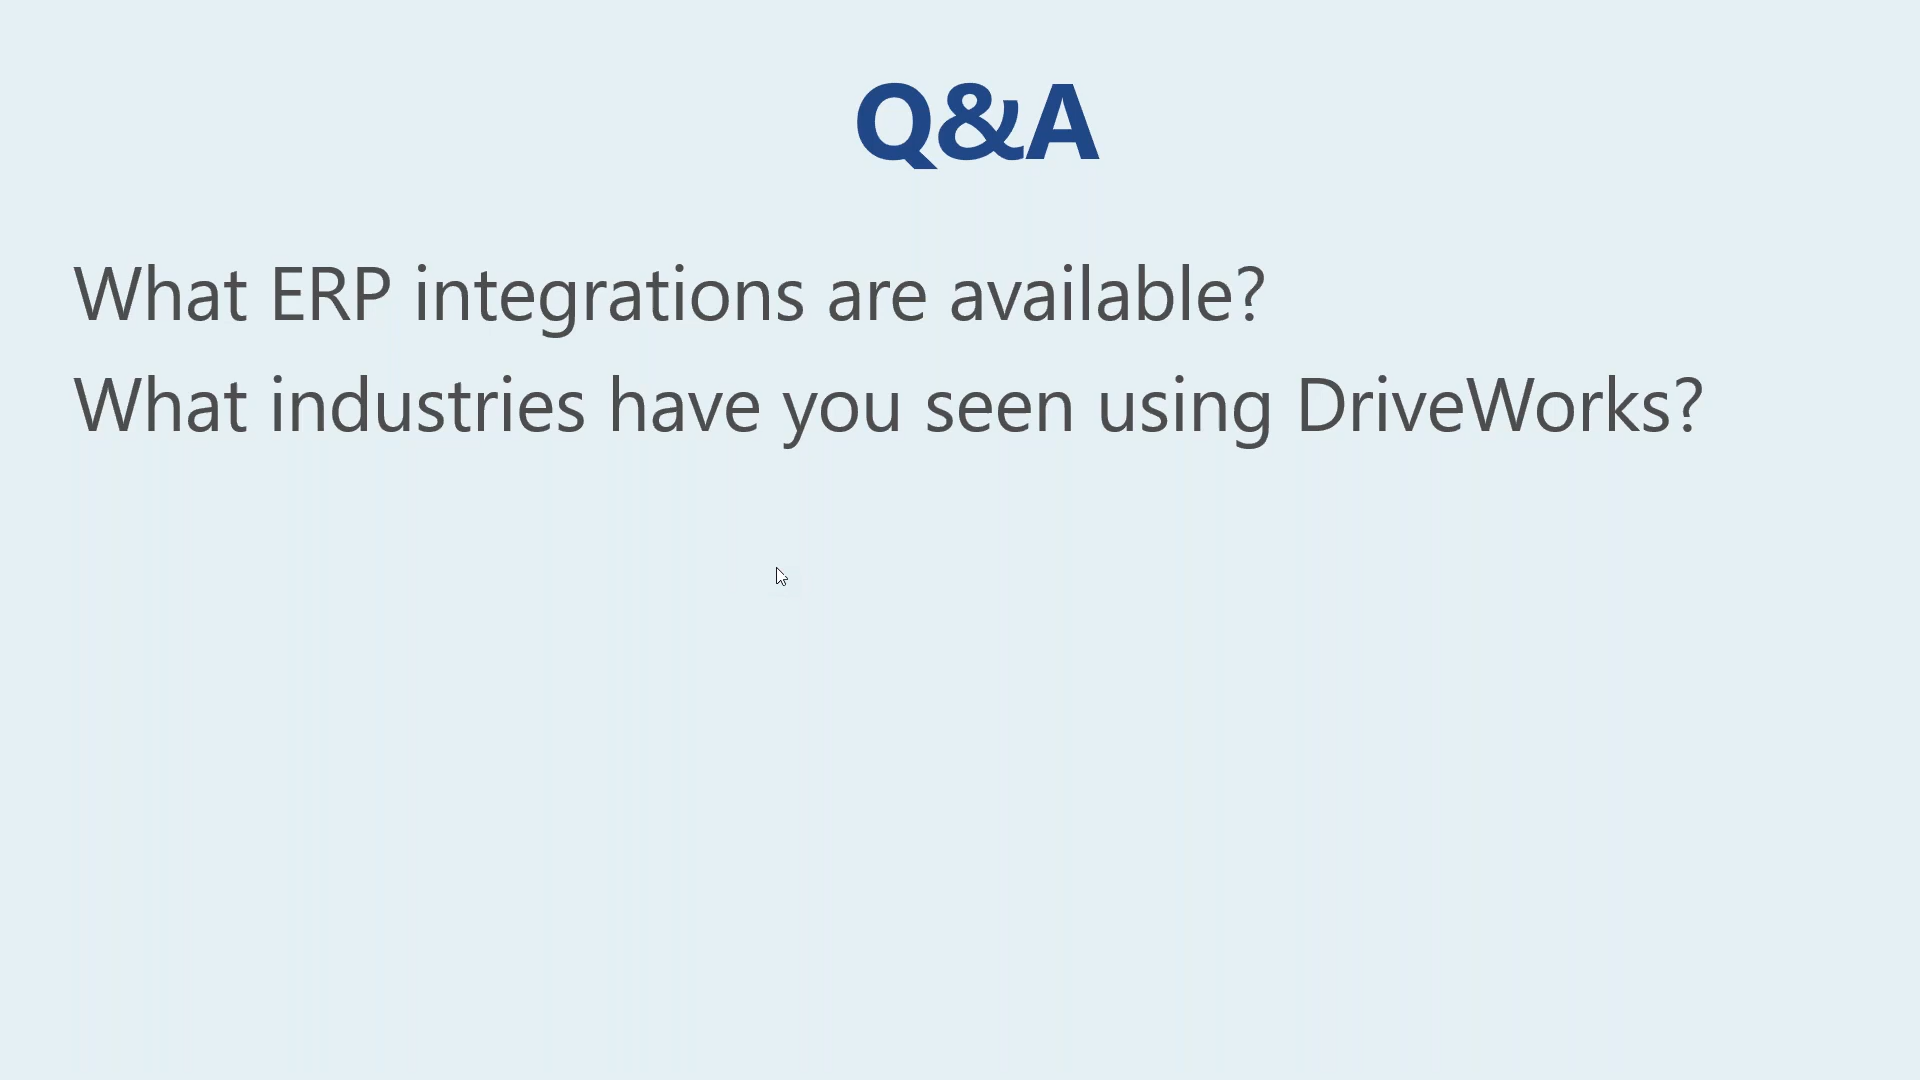 Q&A
What ERP integrations are available?
What industries have you seen using DriveWorks?